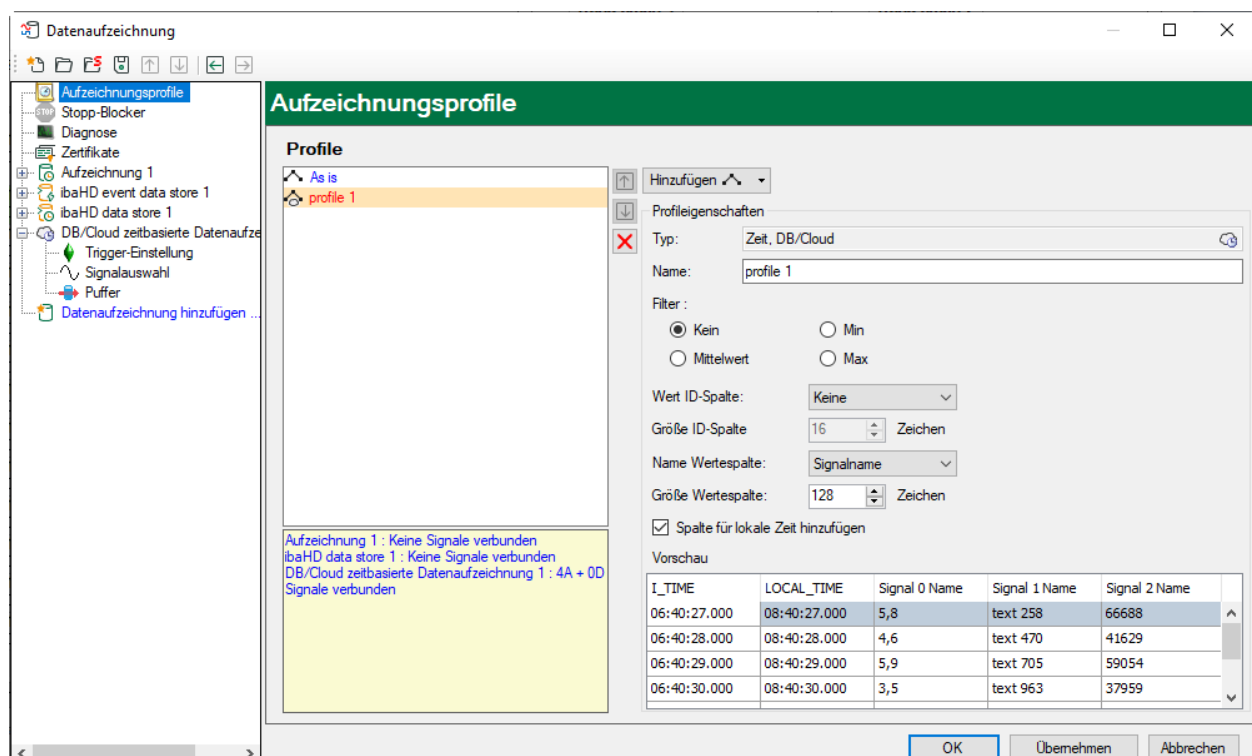 Datenaufzeichnung
Aufzeichnungsprofile
STOP
Stopp-Blocker
Diagnose
Zertifikate
Aufzeichnung 1
ibaHD event data store 1
ibaHD data store 1
DB/Cloud zeitbasierte Datenaufze
Trigger-Einstellung
Signalauswahl
Puffer
Datenaufzeichnung hinzufügen ...
Aufzeichnungsprofile
Profile
As is
profile 1
Aufzeichnung 1 : Keine Signale verbunden
ibaHD data store 1 : Keine Signale verbunden
DB/Cloud zeitbasierte Datenaufzeichnung 1 : 4A + 0D
Signale verbunden
Hinzufügen
Profileigenschaften
Typ: Zeit, DB/Cloud
Name: profile 1
Filter :
Kein Min
Mittelwert Max
Wert ID-Spalte: Keine
Größe ID-Spalte 16 Zeichen
Name Wertespalte: Signalname
Größe Wertespalte: 128 Zeichen
Spalte für lokale Zeit hinzufügen
Vorschau
I_TIME LOCAL_TIME Signal 0 Name Signal 1 Name Signal 2 Name
06:40:27.000 08:40:27.000 5,8 text 258 66688
06:40:28.000 08:40:28.000 4,6 text 470 41629
06:40:29.000 08:40:29.000 5,9 text 705 59054
06:40:30.000 08:40:30.000 3,5 text 963 37959
OK Übernehmen Abbrechen